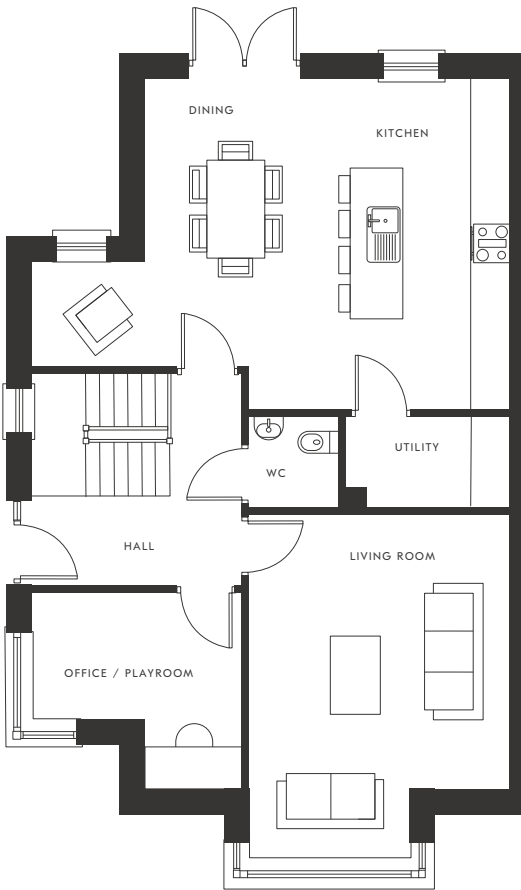 DINING
KITCHEN
UTILITY
WC
HALL
LIVING ROOM
OFFICE / PLAYROOM